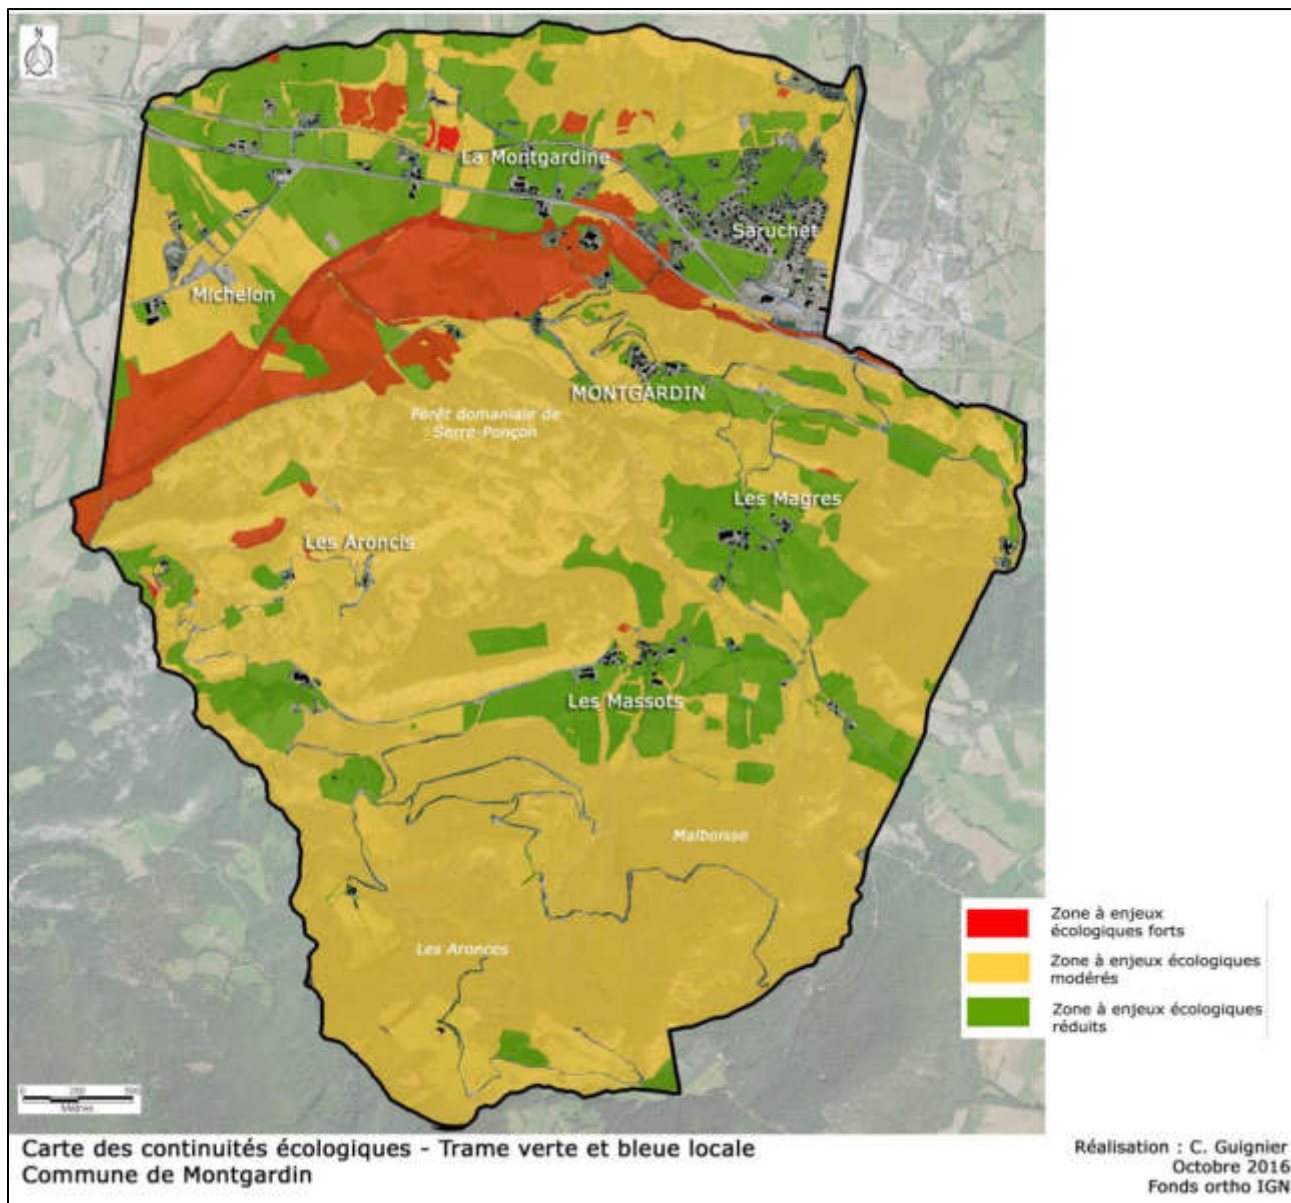 N
La Montgardine
Saruchet
Michelon
MONTGARDIN
Forêt domaniale de
Serre-Ponçon
Les Magres
Les Aroncis
Les Massots
Malboisse
Les Aronces
Zone à enjeux
écologiques forts
Zone à enjeux écologiques
modérés
Zone à enjeux écologiques
réduits
0
Mètres
Carte des continuités écologiques - Trame verte et bleue locale
Commune de Montgardin
Réalisation : C. Guignier
Octobre 2016
Fonds ortho IGN